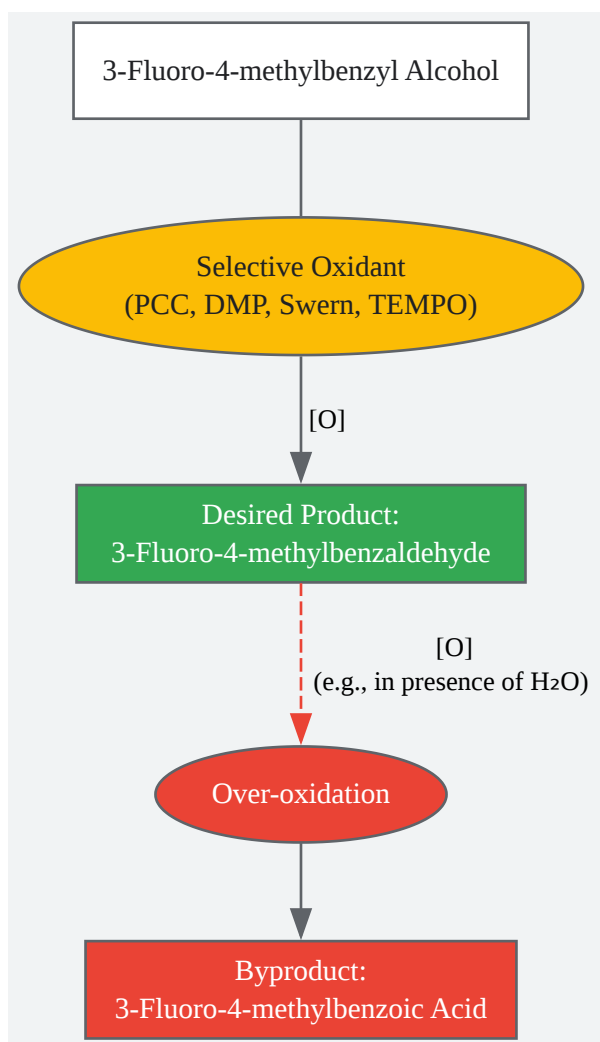 3-Fluoro-4-methylbenzyl Alcohol
Selective Oxidant
(PCC, DMP, Swern, TEMPO)
[O]
Desired Product:
3-Fluoro-4-methylbenzaldehyde
[O]
(e.g., in presence of H₂O)
Over-oxidation
Byproduct:
3-Fluoro-4-methylbenzoic Acid